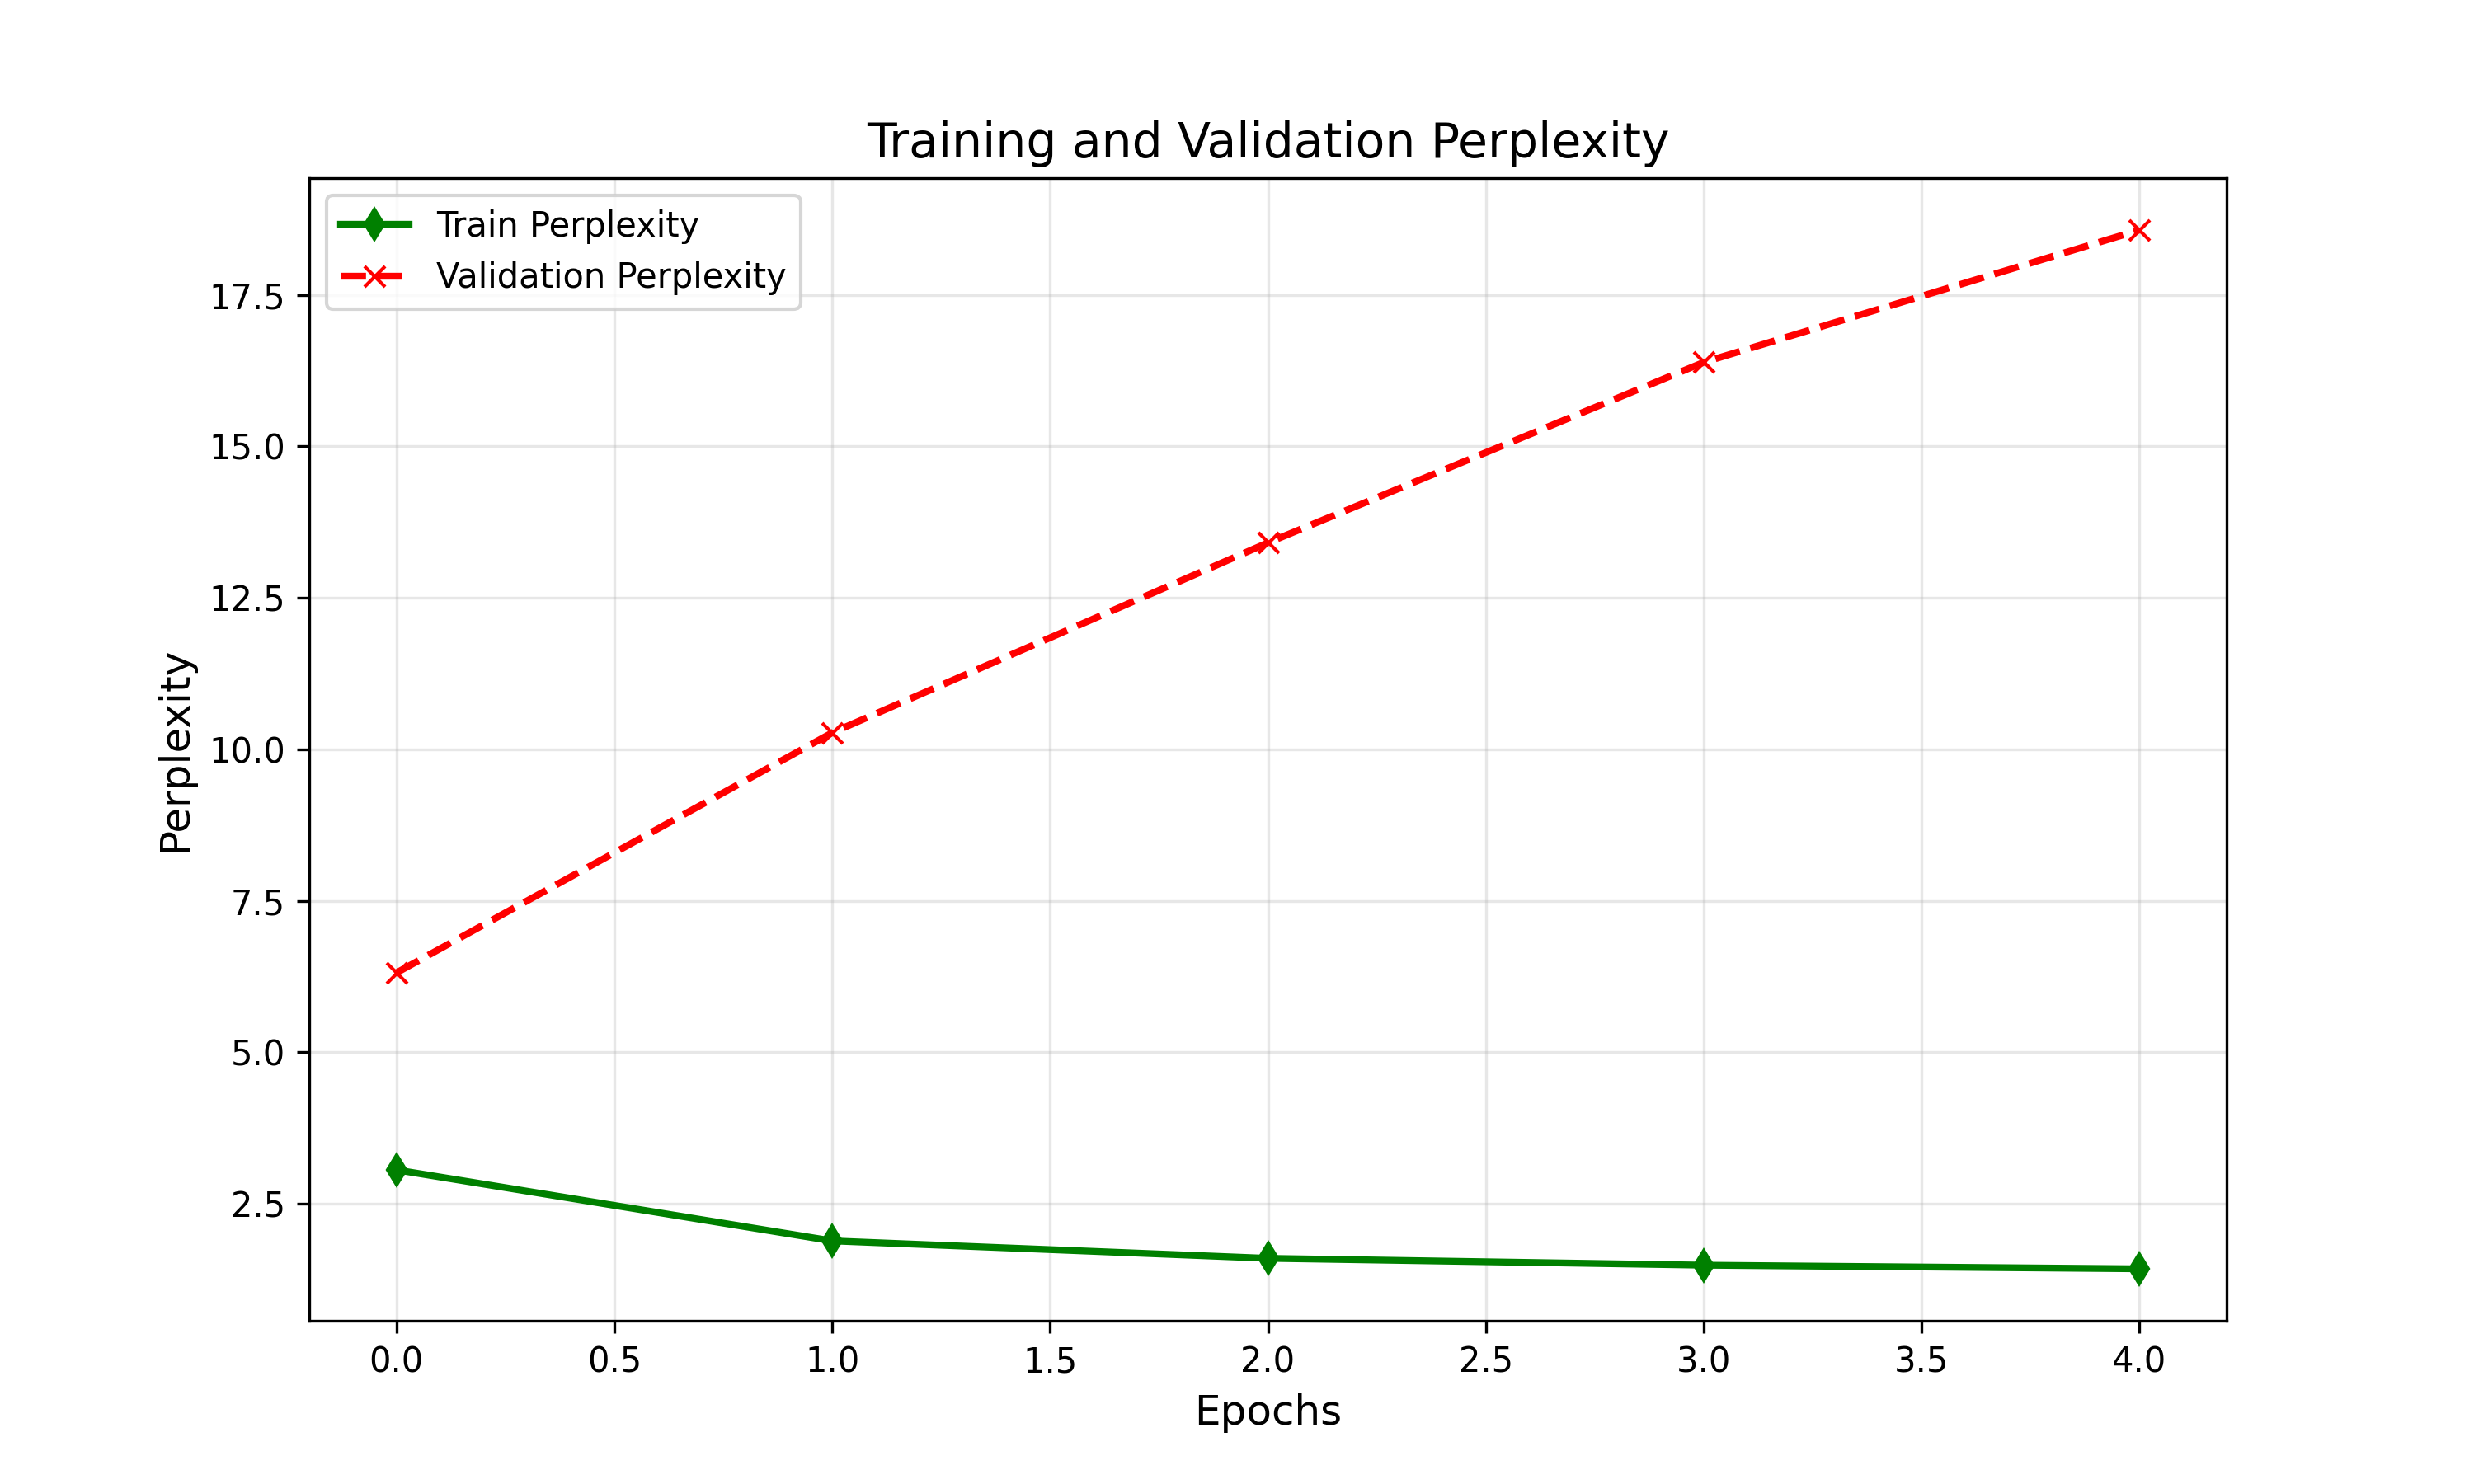 Training and Validation Perplexity
Train Perplexity
Validation Perplexity
Perplexity
17.5
15.0
12.5
10.0
7.5
5.0
2.5
0.0 0.5 1.0 1.5 2.0 2.5 3.0 3.5 4.0
Epochs